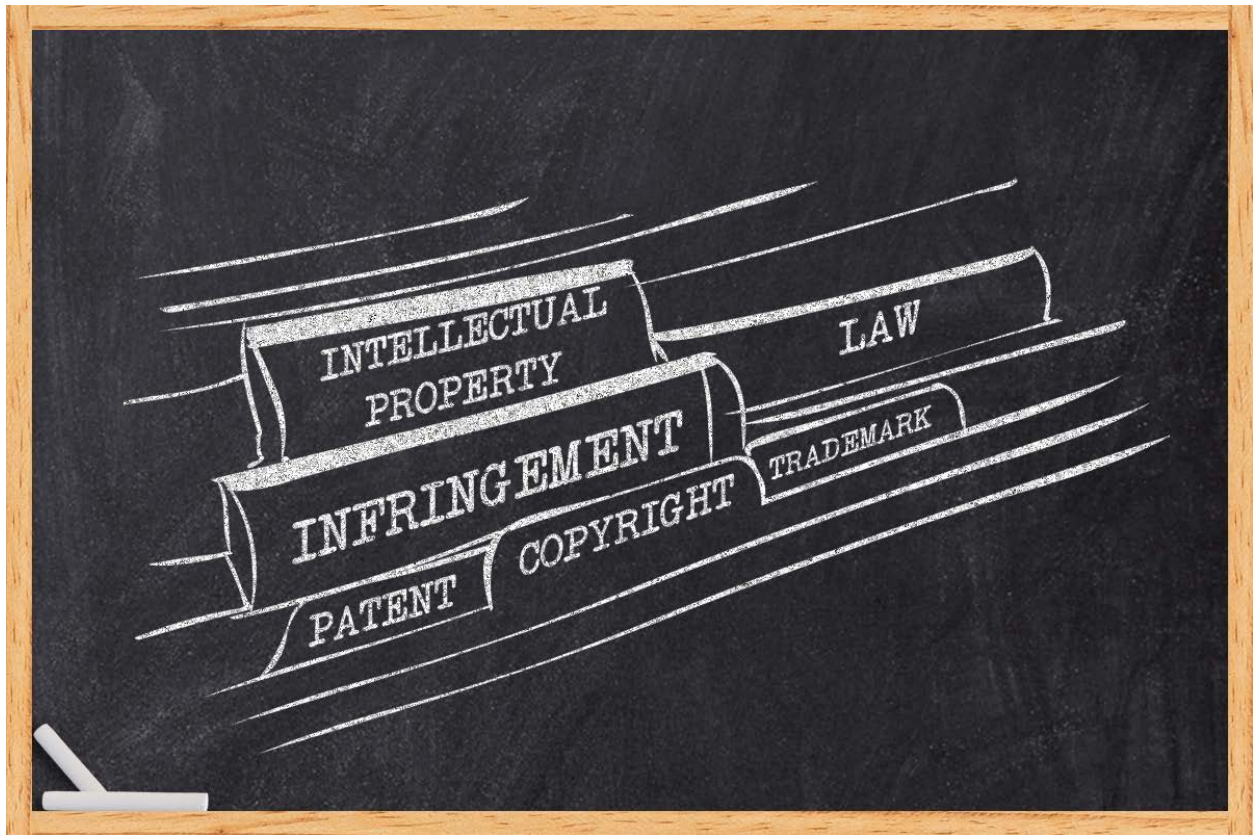 INTELLECTUAL
PROPERTY
LAW
INFRINGEMENT
TRADEMARK
COPYRIGHT
PATENT